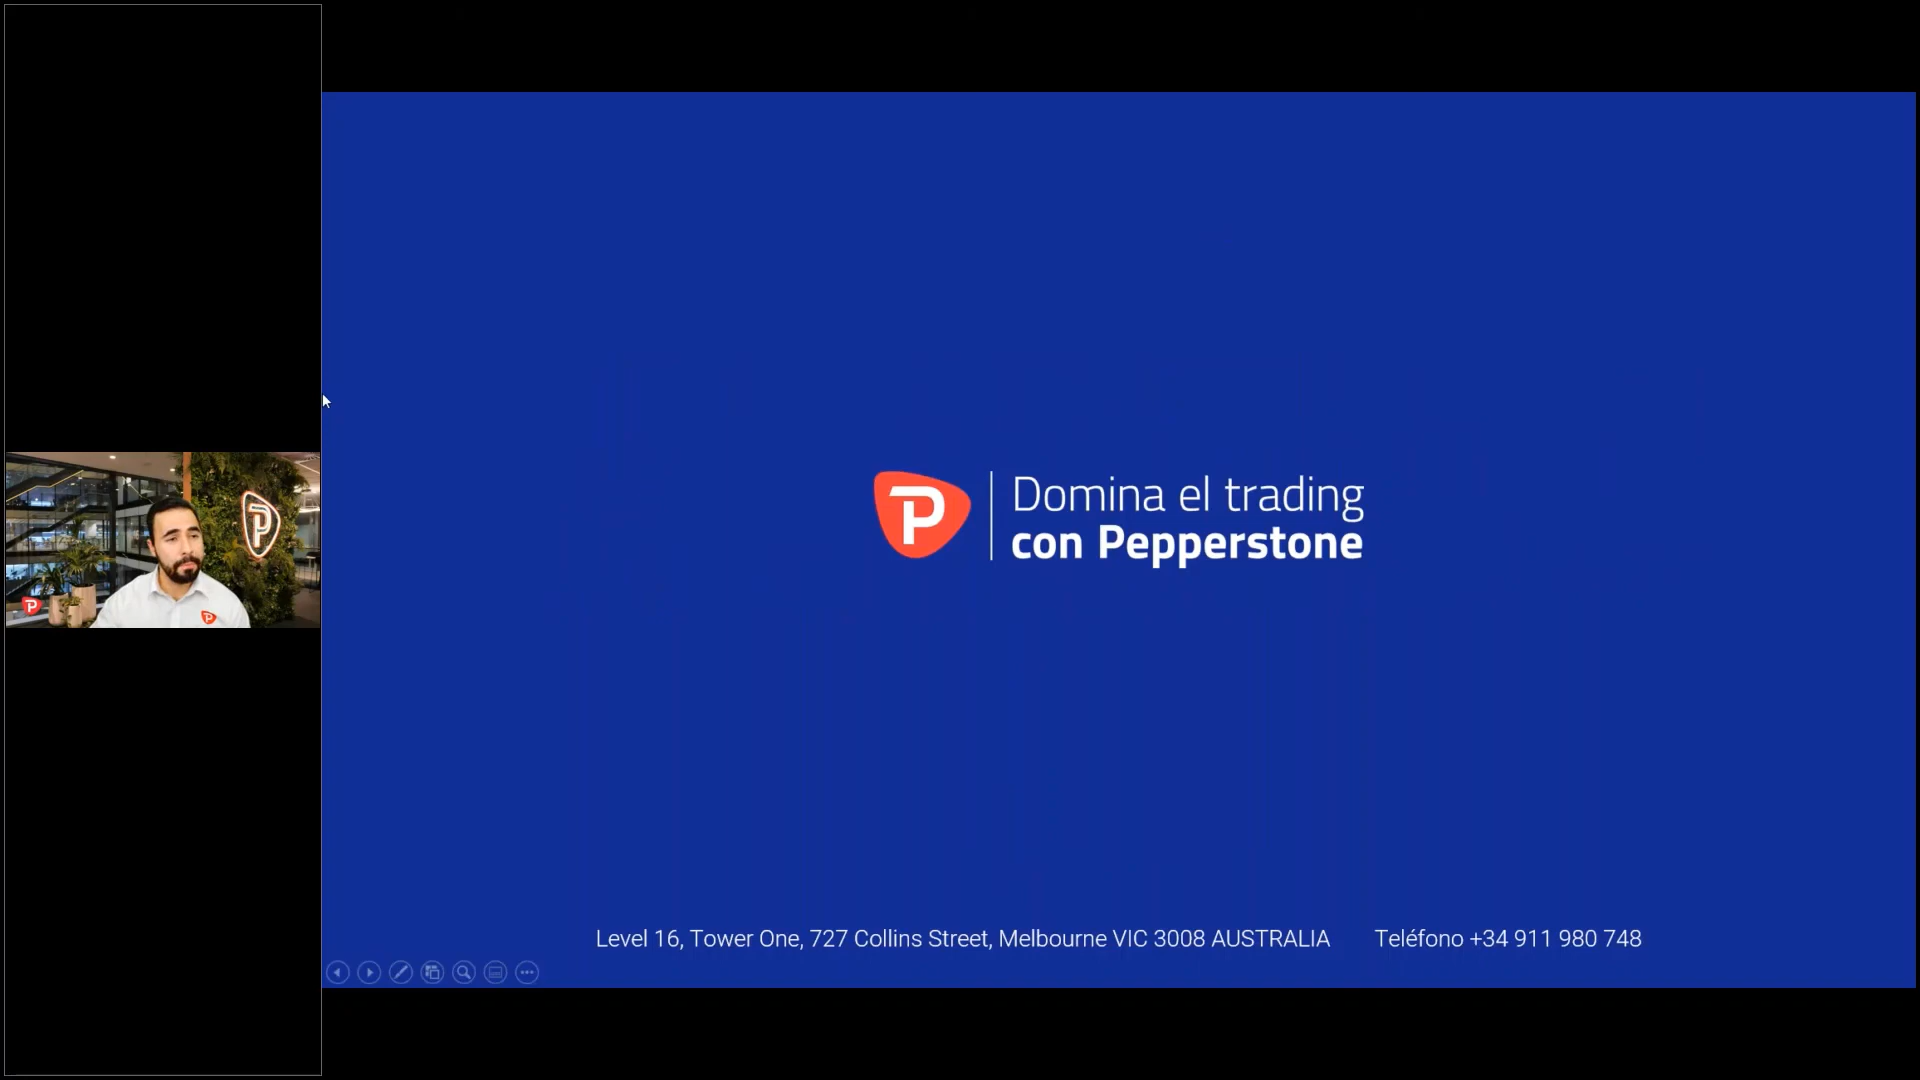 P
Domina el trading
con Pepperstone
P
P
P
Level 16, Tower One, 727 Collins Street, Melbourne VIC 3008 AUSTRALIA Teléfono +34 911 980 748